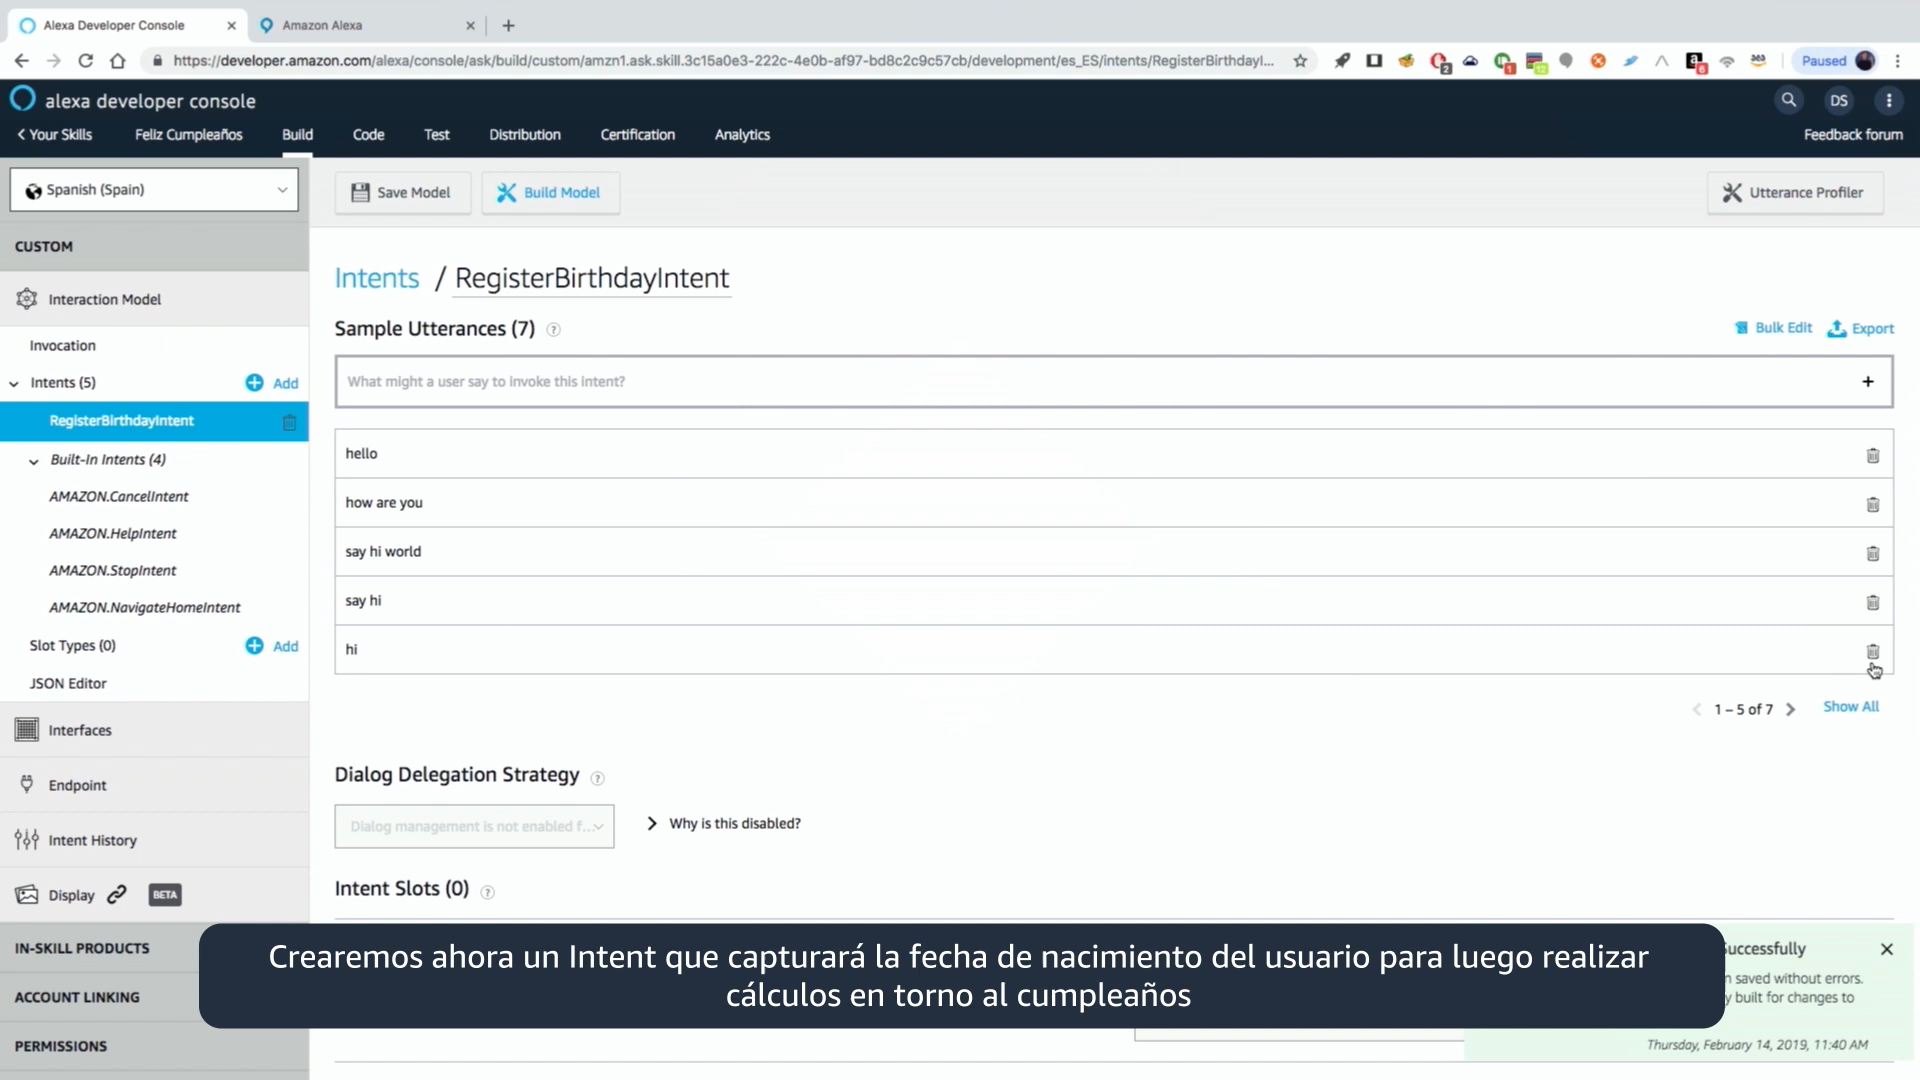 Alexa Developer Console
Amazon Alexa
https://developer.amazon.com/alexa/console/ask/build/custom/amzn1.ask.skill.3c15a0e3-222c-4e0b-af97-bd8c2c9c57cb/development/es_ES/intents/RegisterBirthdayI...
Paused
alexa developer console
DS
Your Skills
Feliz Cumpleaños
Build
Code
Test
Distribution
Certification
Analytics
Feedback forum
Spanish (Spain)
Save Model
Build Model
Utterance Profiler
CUSTOM
Interaction Model
Invocation
Intents (5)
Add
RegisterBirthdayIntent
Built-In Intents (4)
AMAZON.CancelIntent
AMAZON.HelpIntent
AMAZON.StopIntent
AMAZON.NavigateHomeIntent
Slot Types (0)
Add
JSON Editor
Interfaces
Endpoint
Intent History
Display
BETA
IN-SKILL PRODUCTS
ACCOUNT LINKING
PERMISSIONS
Intents / RegisterBirthdayIntent
Sample Utterances (7)
Bulk Edit
Export
What might a user say to invoke this intent?
hello
how are you
say hi world
say hi
hi
1 – 5 of 7
Show All
Dialog Delegation Strategy
Dialog management is not enabled f...
Why is this disabled?
Intent Slots (0)
Crearemos ahora un Intent que capturará la fecha de nacimiento del usuario para luego realizar
cálculos en torno al cumpleaños
Successfully
saved without errors.
built for changes to
Thursday, February 14, 2019, 11:40 AM